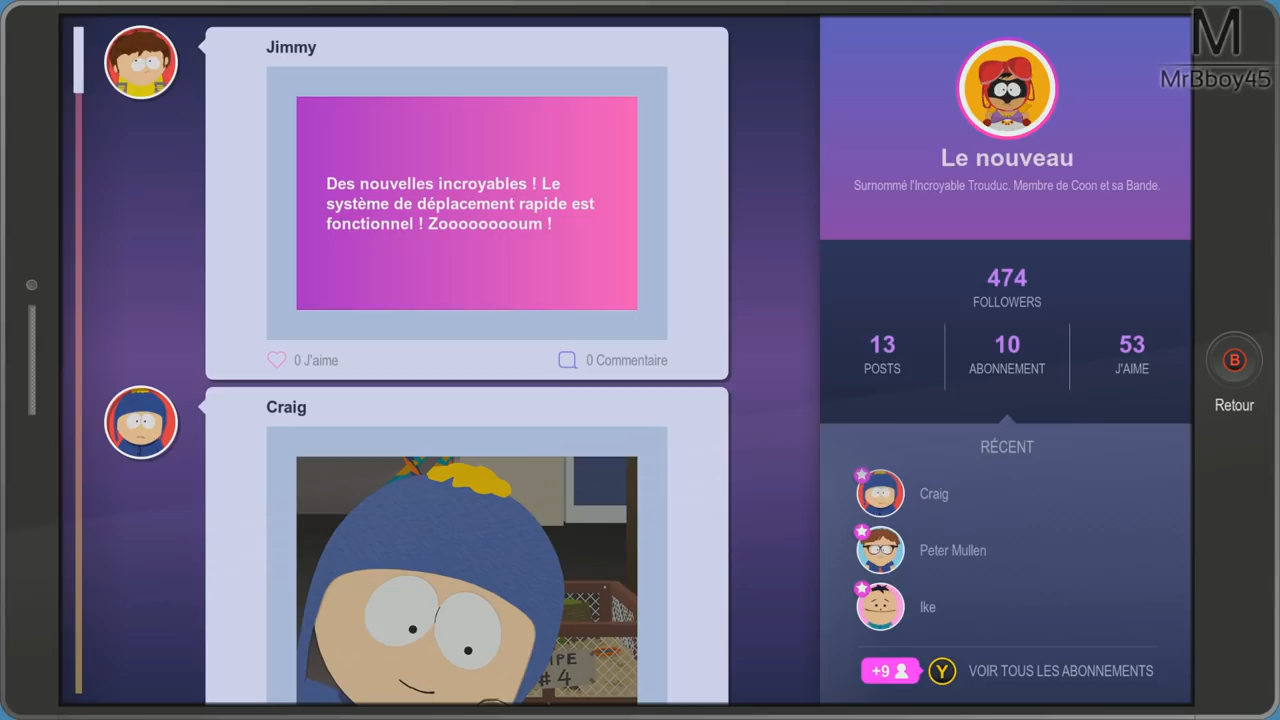 Jimmy
Des nouvelles incroyables ! Le
système de déplacement rapide est
fonctionnel ! Zooooooooum !
0 J'aime
0 Commentaire
Craig
IPE
#4
M
MrBboy45
Le nouveau
Surnommé l'Incroyable Trouduc. Membre de Coon et sa Bande.
474
FOLLOWERS
13
POSTS
10
ABONNEMENT
53
J'AIME
RÉCENT
Craig
Peter Mullen
Ike
+9
Y
VOIR TOUS LES ABONNEMENTS
B
Retour